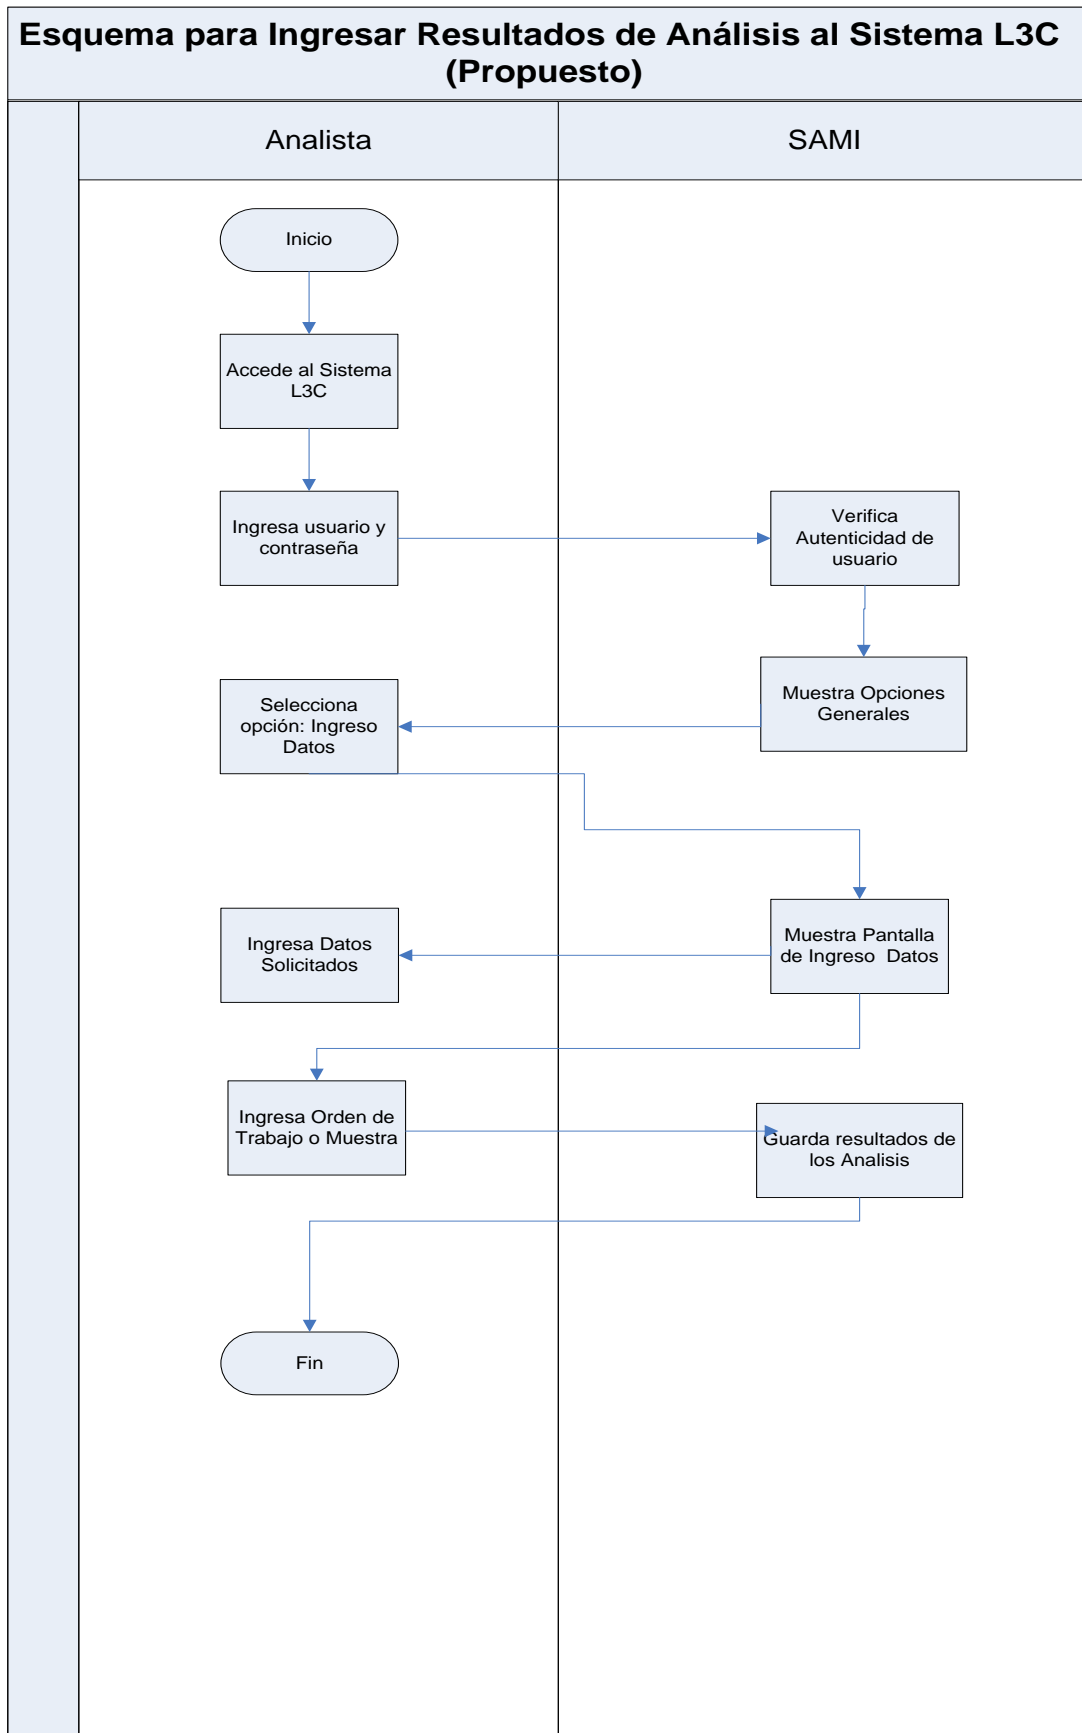 Esquema para Ingresar Resultados de Análisis al Sistema L3C
(Propuesto)
Analista
SAMI
Inicio
Accede al Sistema
L3C
Ingresa usuario y
contraseña
Verifica
Autenticidad de
usuario
Muestra Opciones
Generales
Selecciona
opción: Ingreso
Datos
Muestra Pantalla
de Ingreso  Datos
Ingresa Datos
Solicitados
Ingresa Orden de
Trabajo o Muestra
Guarda resultados de
los Analisis
Fin